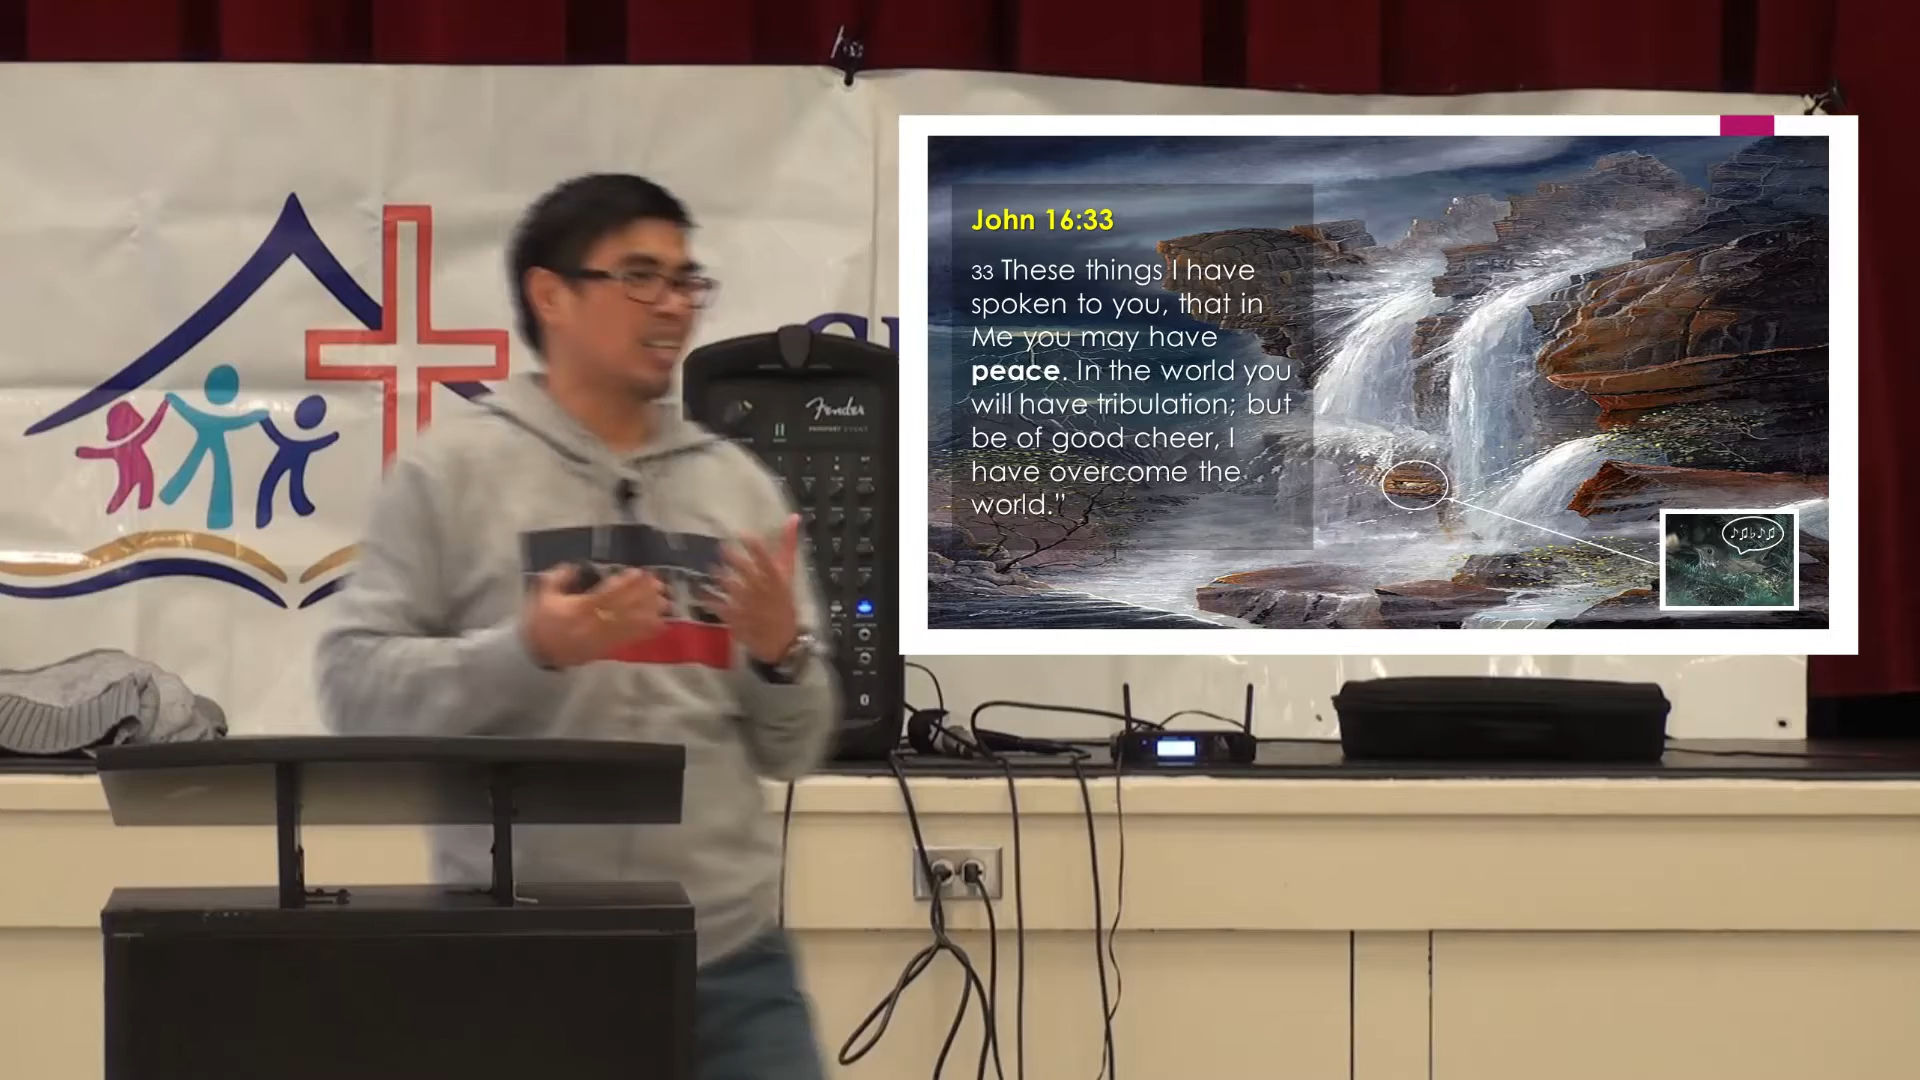 John 16:33
33 These things I have
spoken to you, that in
Me you may have
peace. In the world you
will have tribulation; but
be of good cheer, I
have overcome the
world.”
Fender